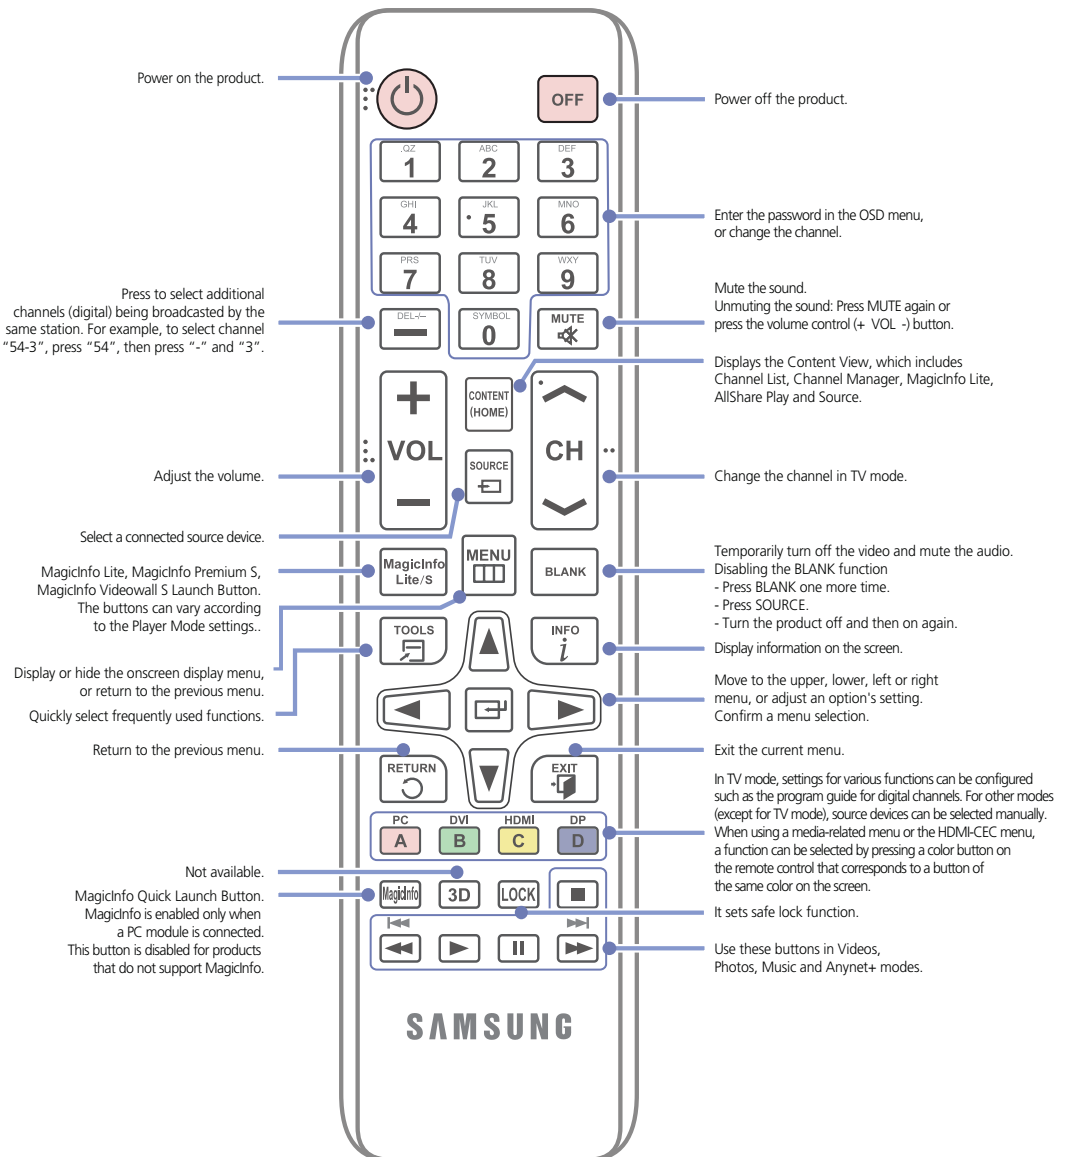 Power on the product.
OFF
Power off the product.
.QZ
1
ABC
2
DEF
3
GHI
4
JKL
5
MNO
6
Enter the password in the OSD menu,
or change the channel.
PRS
7
TUV
8
WXY
9
Press to select additional
channels (digital) being broadcasted by the
same station. For example, to select channel
“54-3”, press “54”, then press “-” and “3”.
DEL-/--
SYMBOL
0
MUTE
Mute the sound.
Unmuting the sound: Press MUTE again or
press the volume control (+ VOL -) button.
CONTENT
(HOME)
Displays the Content View, which includes
Channel List, Channel Manager, MagicInfo Lite,
AllShare Play and Source.
VOL
CH
SOURCE
Adjust the volume.
Change the channel in TV mode.
Select a connected source device.
MagicInfo
Lite/S
MENU
BLANK
MagicInfo Lite, MagicInfo Premium S,
MagicInfo Videowall S Launch Button.
The buttons can vary according
to the Player Mode settings..
Temporarily turn off the video and mute the audio.
Disabling the BLANK function
- Press BLANK one more time.
- Press SOURCE.
- Turn the product off and then on again.
TOOLS
INFO
i
Display information on the screen.
Display or hide the onscreen display menu,
or return to the previous menu.
Quickly select frequently used functions.
Move to the upper, lower, left or right
menu, or adjust an option's setting.
Confirm a menu selection.
Return to the previous menu.
Exit the current menu.
RETURN
EXIT
In TV mode, settings for various functions can be configured
such as the program guide for digital channels. For other modes
(except for TV mode), source devices can be selected manually.
When using a media-related menu or the HDMI-CEC menu,
a function can be selected by pressing a color button on
the remote control that corresponds to a button of
the same color on the screen.
PC
DVI
HDMI
DP
A
B
C
D
Not available.
MagicInfo
3D
LOCK
MagicInfo Quick Launch Button.
MagicInfo is enabled only when
a PC module is connected.
This button is disabled for products
that do not support MagicInfo.
It sets safe lock function.
Use these buttons in Videos,
Photos, Music and Anynet+ modes.
SAMSUNG